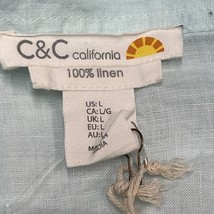 C&C california
100% linen
US: L
CA: L/G
UK: L
EU: L
AU: L